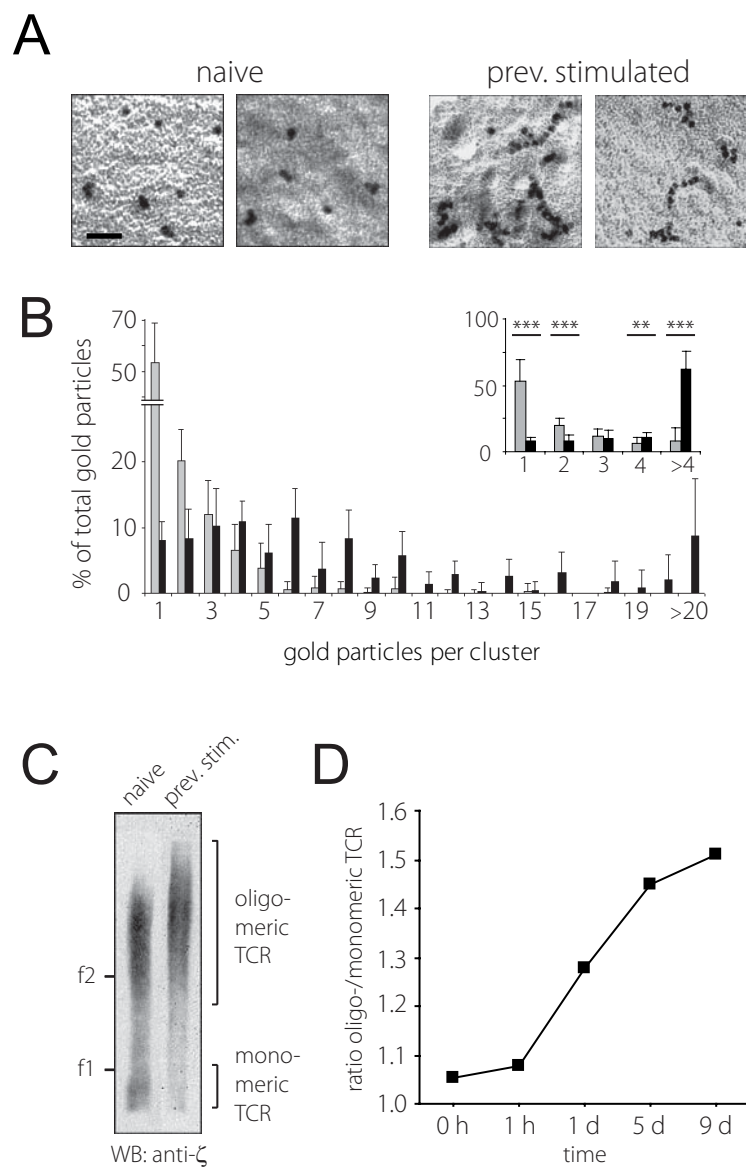 A
naive
prev. stimulated
B
% of total gold particles
70
50
20
10
0
1 3 5 7 9 11 13 15 17 19 >20
gold particles per cluster
100
50
0
*** *** ** ***
1 2 3 4 >4
C
naive
prev. stim.
f2
f1
oligo-
meric
TCR
mono-
meric
TCR
WB: anti-ζ
D
ratio oligo-/monomeric TCR
1.6
1.5
1.4
1.3
1.2
1.1
1.0
0 h 1 h 1 d 5 d 9 d
time